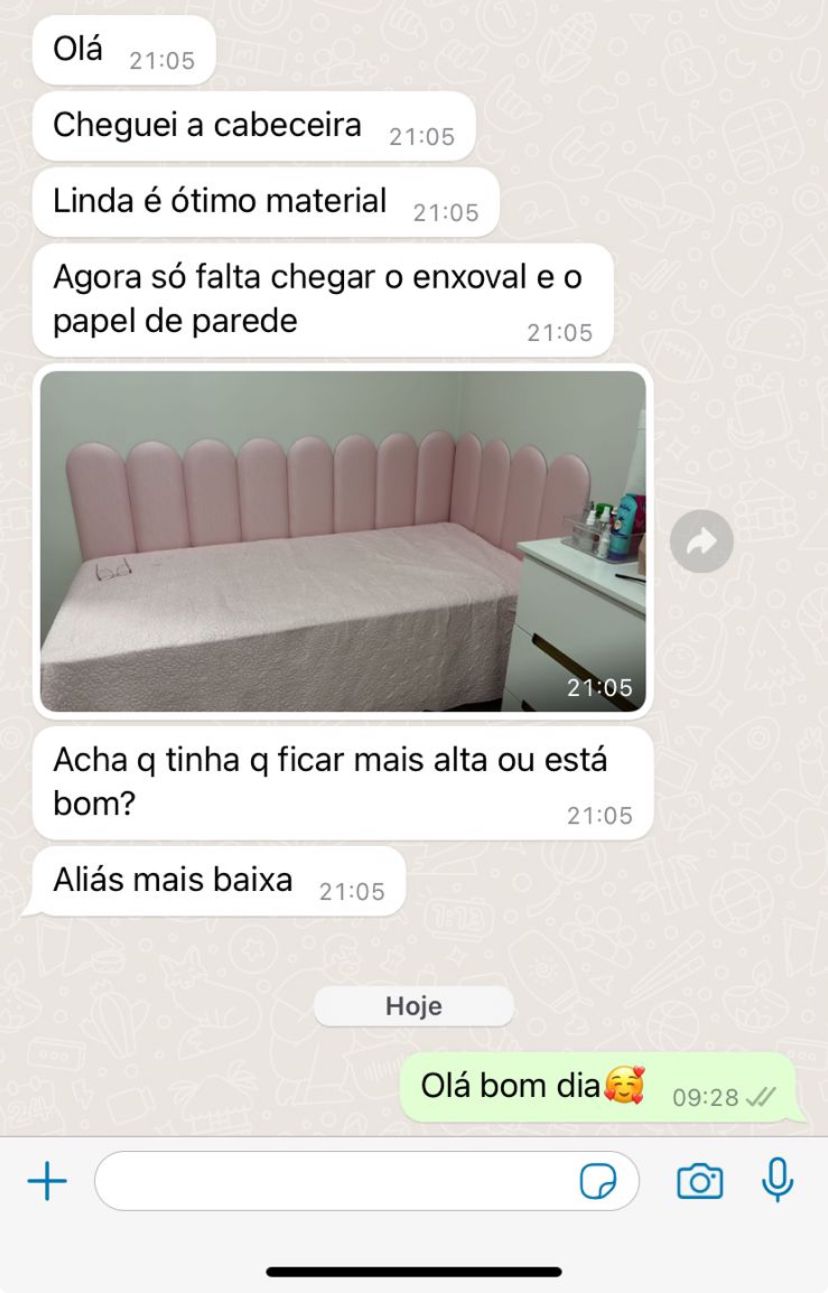 Olá 21:05
Cheguei a cabeceira 21:05
Linda é ótimo material 21:05
Agora só falta chegar o enxoval e o
papel de parede 21:05
21:05
Acha q tinha q ficar mais alta ou está
bom? 21:05
Aliás mais baixa 21:05
Hoje
Olá bom dia🥰 09:28